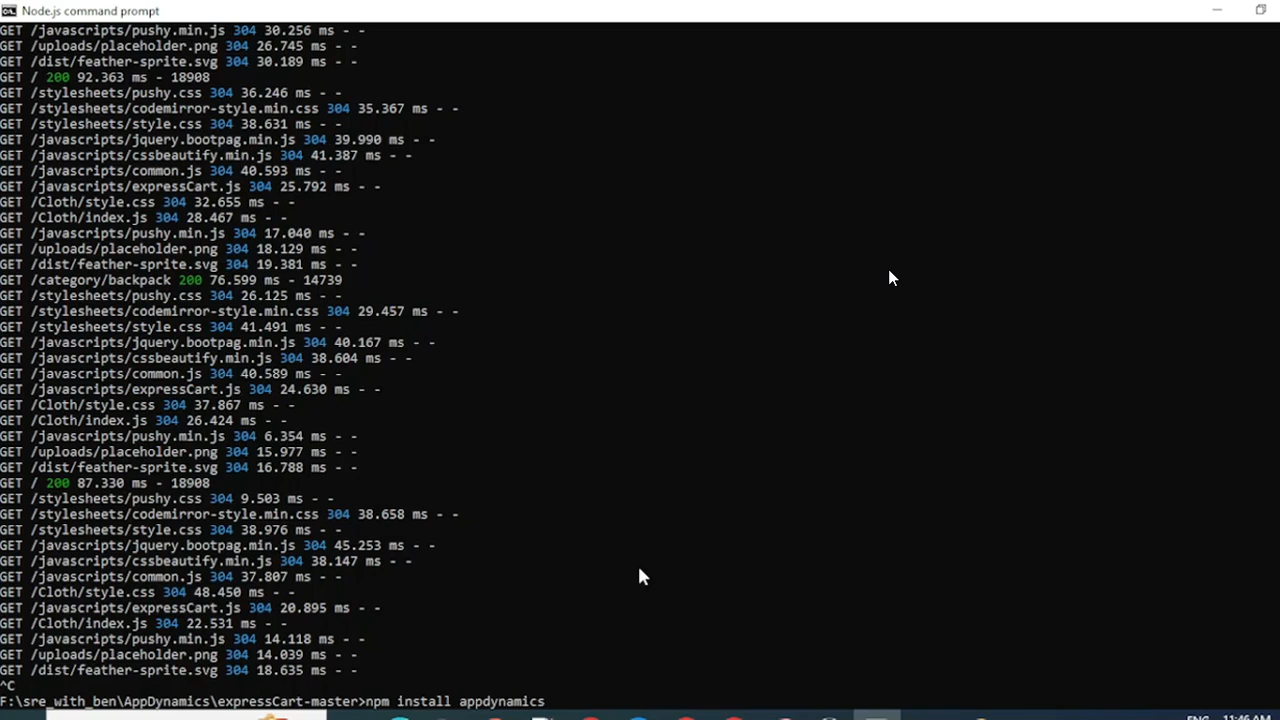 Node.js command prompt
GET /javascripts/pushy.min.js 304 30.256 ms - -
GET /uploads/placeholder.png 304 26.745 ms - -
GET /dist/feather-sprite.svg 304 30.189 ms - -
GET / 200 92.363 ms - 18908
GET /stylesheets/pushy.css 304 36.246 ms - -
GET /stylesheets/codemirror-style.min.css 304 35.367 ms - -
GET /stylesheets/style.css 304 38.631 ms - -
GET /javascripts/jquery.bootpag.min.js 304 39.990 ms - -
GET /javascripts/cssbeautify.min.js 304 41.387 ms - -
GET /javascripts/common.js 304 40.593 ms - -
GET /javascripts/expressCart.js 304 25.792 ms - -
GET /Cloth/style.css 304 32.655 ms - -
GET /Cloth/index.js 304 28.467 ms - -
GET /javascripts/pushy.min.js 304 17.040 ms - -
GET /uploads/placeholder.png 304 18.129 ms - -
GET /dist/feather-sprite.svg 304 19.381 ms - -
GET /category/backpack 200 76.599 ms - 14739
GET /stylesheets/pushy.css 304 26.125 ms - -
GET /stylesheets/codemirror-style.min.css 304 29.457 ms - -
GET /stylesheets/style.css 304 41.491 ms - -
GET /javascripts/jquery.bootpag.min.js 304 40.167 ms - -
GET /javascripts/cssbeautify.min.js 304 38.604 ms - -
GET /javascripts/common.js 304 40.589 ms - -
GET /javascripts/expressCart.js 304 24.630 ms - -
GET /Cloth/style.css 304 37.867 ms - -
GET /Cloth/index.js 304 26.424 ms - -
GET /javascripts/pushy.min.js 304 6.354 ms - -
GET /uploads/placeholder.png 304 15.977 ms - -
GET /dist/feather-sprite.svg 304 16.788 ms - -
GET / 200 87.330 ms - 18908
GET /stylesheets/pushy.css 304 9.503 ms - -
GET /stylesheets/codemirror-style.min.css 304 38.658 ms - -
GET /stylesheets/style.css 304 38.976 ms - -
GET /javascripts/jquery.bootpag.min.js 304 45.253 ms - -
GET /javascripts/cssbeautify.min.js 304 38.147 ms - -
GET /javascripts/common.js 304 37.807 ms - -
GET /Cloth/style.css 304 48.450 ms - -
GET /javascripts/expressCart.js 304 20.895 ms - -
GET /Cloth/index.js 304 22.531 ms - -
GET /javascripts/pushy.min.js 304 14.118 ms - -
GET /uploads/placeholder.png 304 14.039 ms - -
GET /dist/feather-sprite.svg 304 18.635 ms - -
^C
F:\sre_with_ben\AppDynamics\expressCart-master>npm install appdynamics
ENG 11:46 AM